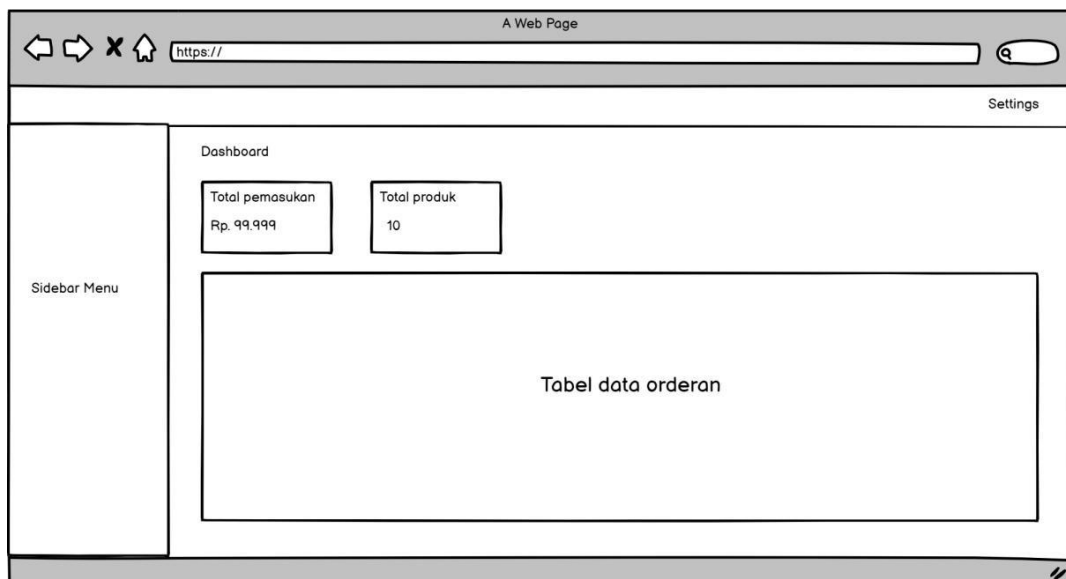 A Web Page
https://
Settings
Sidebar Menu
Dashboard
Total pemasukan
Rp. 99.999
Total produk
10
Tabel data orderan